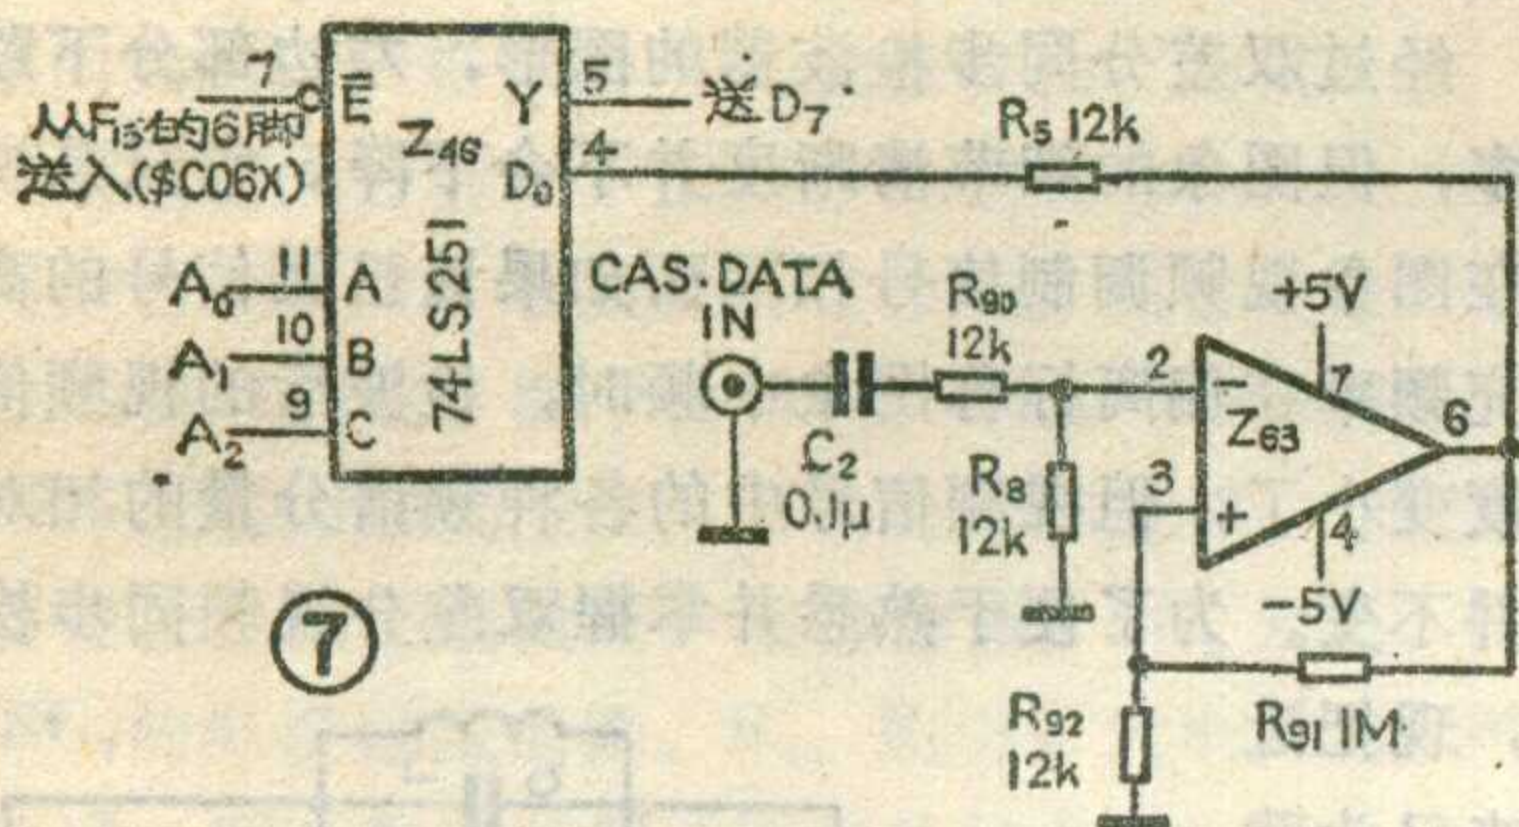 7
从F₁₅的6脚
送入($C06X)
E̅
Z₄₆
Y
5
送D₇
4
D₀
R₅ 12k
A₀
11
A
A₁
10
B
A₂
9
C
74LS251
CAS.DATA
IN
C₂
0.1μ
R₉₀
12k
R₈
12k
2
−
3
+
Z₆₃
+5V
7
6
4
−5V
R₉₂
12k
R₉₁ 1M
⑦